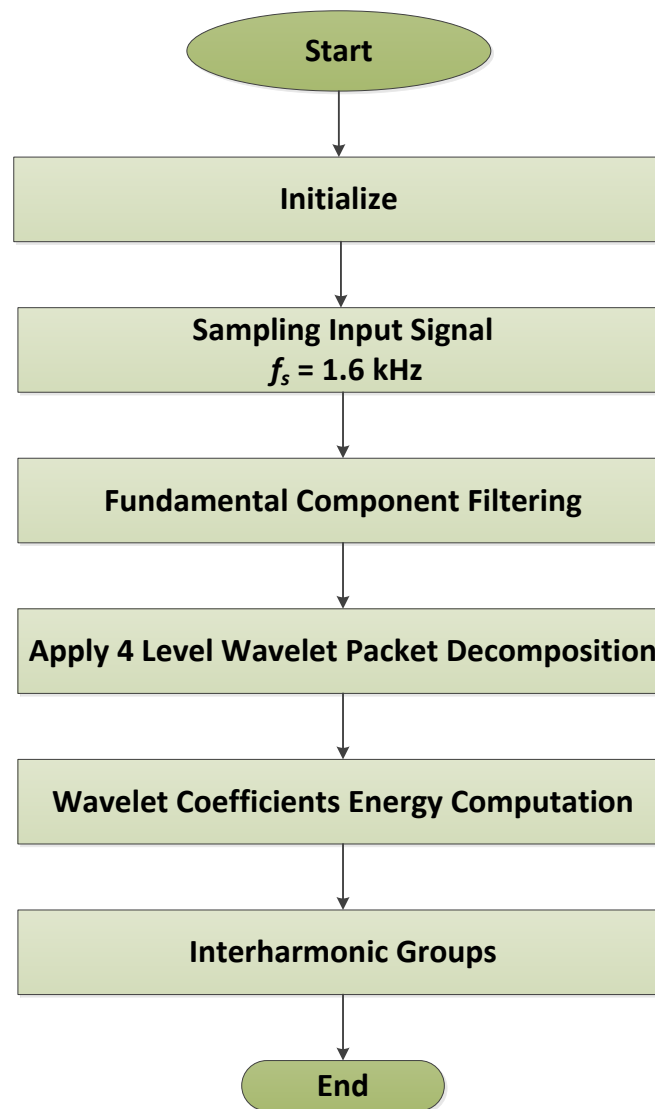 Start
Initialize
Sampling Input Signal
fs = 1.6 kHz
Fundamental Component Filtering
Apply 4 Level Wavelet Packet Decomposition
Wavelet Coefficients Energy Computation
Interharmonic Groups
End